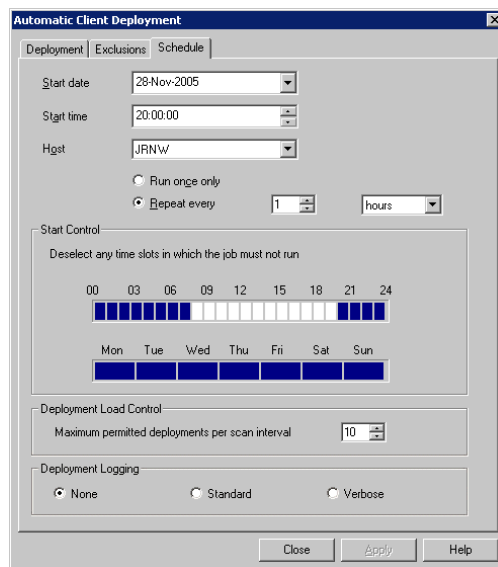 Automatic Client Deployment
Deployment Exclusions Schedule
Start date 28-Nov-2005
Start time 20:00:00
Host JRNW
Run once only
Repeat every 1 hours
Start Control
Deselect any time slots in which the job must not run
00 03 06 09 12 15 18 21 24
Mon Tue Wed Thu Fri Sat Sun
Deployment Load Control
Maximum permitted deployments per scan interval 10
Deployment Logging
None Standard Verbose
Close Apply Help